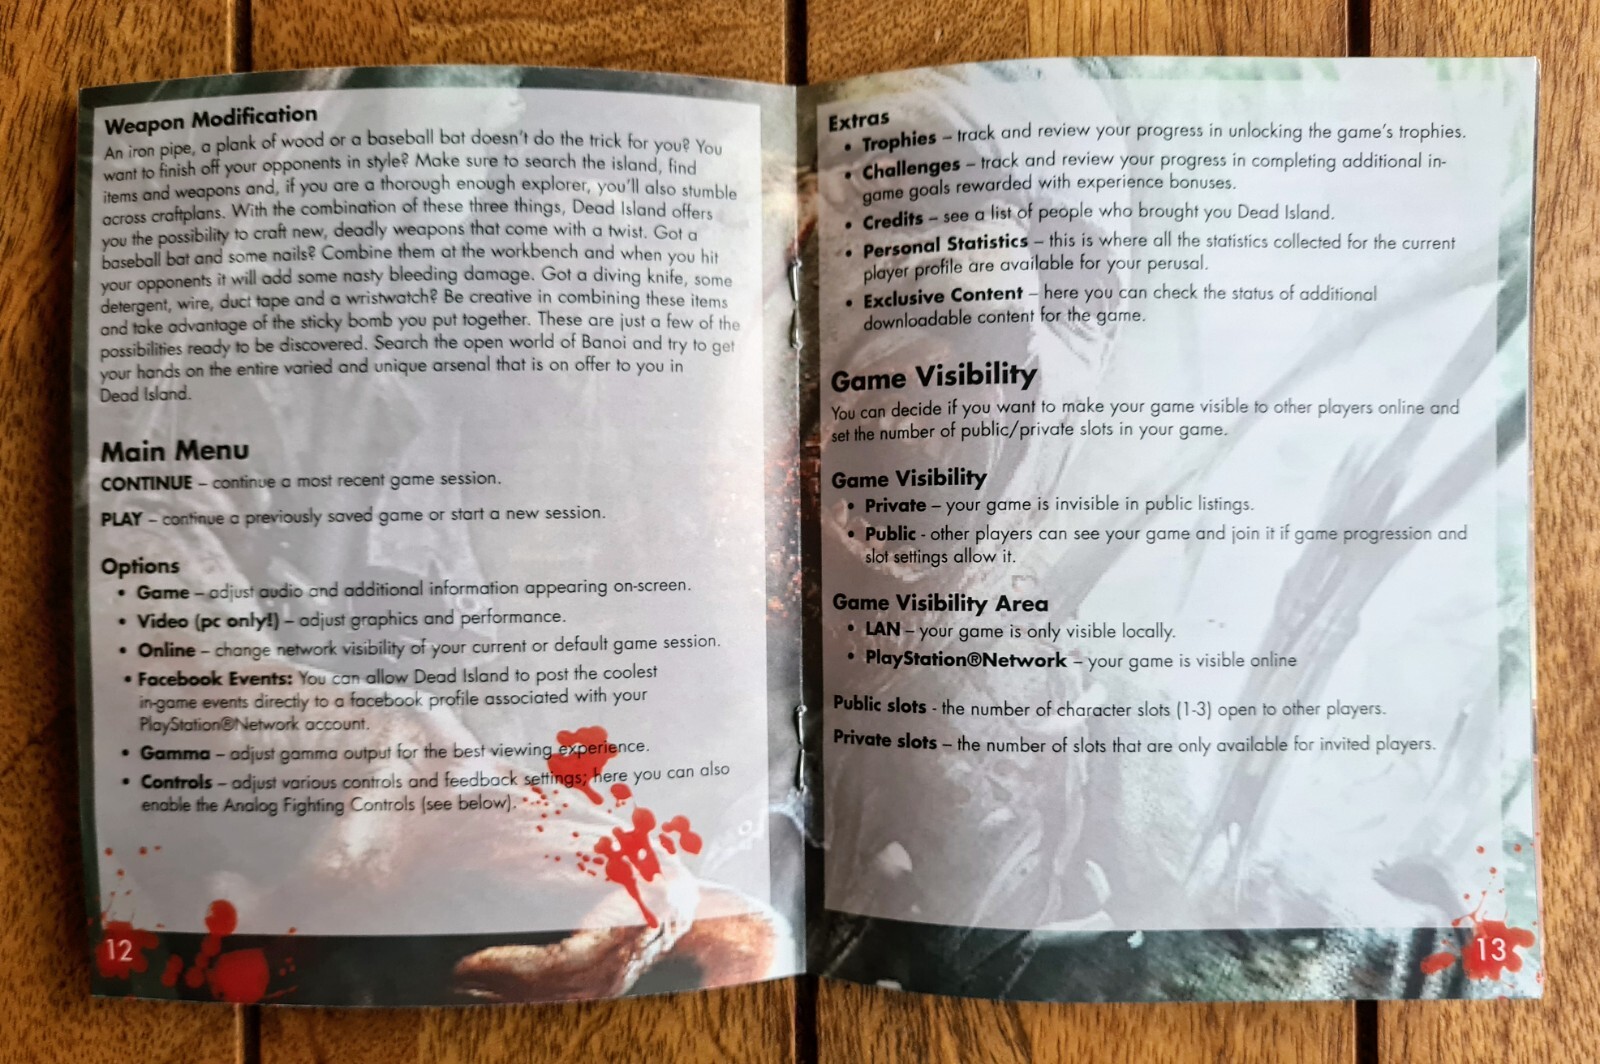 Weapon Modification
An iron pipe, a plank of wood or a baseball bat doesn't do the trick for you? You
want to finish off your opponents in style? Make sure to search the island, find
items and weapons and, if you are a thorough enough explorer, you'll also stumble
across craftplans. With the combination of these three things, Dead Island offers
you the possibility to craft new, deadly weapons that come with a twist. Got a
baseball bat and some nails? Combine them at the workbench and when you hit
your opponents it will add some nasty bleeding damage. Got a diving knife, some
detergent, wire, duct tape and a wristwatch? Be creative in combining these items
and take advantage of the sticky bomb you put together. These are just a few of the
possibilities ready to be discovered. Search the open world of Banoi and try to get
your hands on the entire varied and unique arsenal that is on offer to you in
Dead Island.
Main Menu
CONTINUE – continue a most recent game session.
PLAY – continue a previously saved game or start a new session.
Options
• Game – adjust audio and additional information appearing on-screen.
• Video (pc only!) – adjust graphics and performance.
• Online – change network visibility of your current or default game session.
• Facebook Events: You can allow Dead Island to post the coolest
in-game events directly to a facebook profile associated with your
PlayStation®Network account.
• Gamma – adjust gamma output for the best viewing experience.
• Controls – adjust various controls and feedback settings; here you can also
enable the Analog Fighting Controls (see below).
12
Extras
• Trophies – track and review your progress in unlocking the game's trophies.
• Challenges – track and review your progress in completing additional in-
game goals rewarded with experience bonuses.
• Credits – see a list of people who brought you Dead Island.
• Personal Statistics – this is where all the statistics collected for the current
player profile are available for your perusal.
• Exclusive Content – here you can check the status of additional
downloadable content for the game.
Game Visibility
You can decide if you want to make your game visible to other players online and
set the number of public/private slots in your game.
Game Visibility
• Private – your game is invisible in public listings.
• Public - other players can see your game and join it if game progression and
slot settings allow it.
Game Visibility Area
• LAN – your game is only visible locally.
• PlayStation®Network – your game is visible online
Public slots - the number of character slots (1-3) open to other players.
Private slots – the number of slots that are only available for invited players.
13